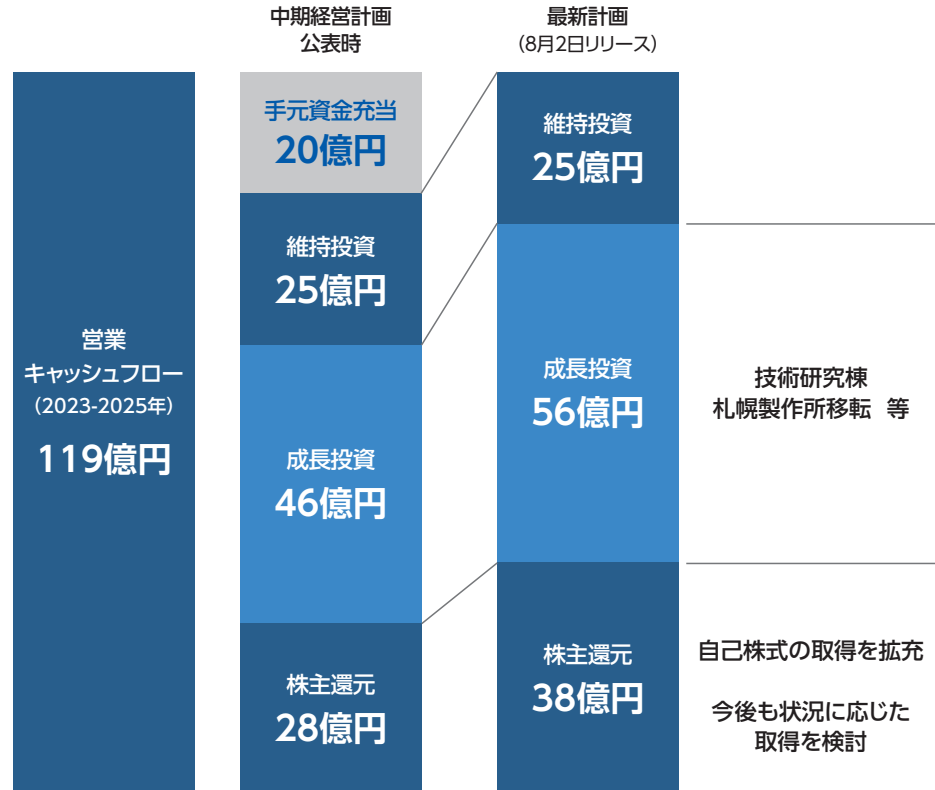 中期経営計画
公表時
最新計画
（8月2日リリース）
営業
キャッシュフロー
（2023-2025年）
119億円
手元資金充当
20億円
維持投資
25億円
成長投資
46億円
株主還元
28億円
維持投資
25億円
成長投資
56億円
株主還元
38億円
技術研究棟
札幌製作所移転 等
自己株式の取得を拡充
今後も状況に応じた
取得を検討